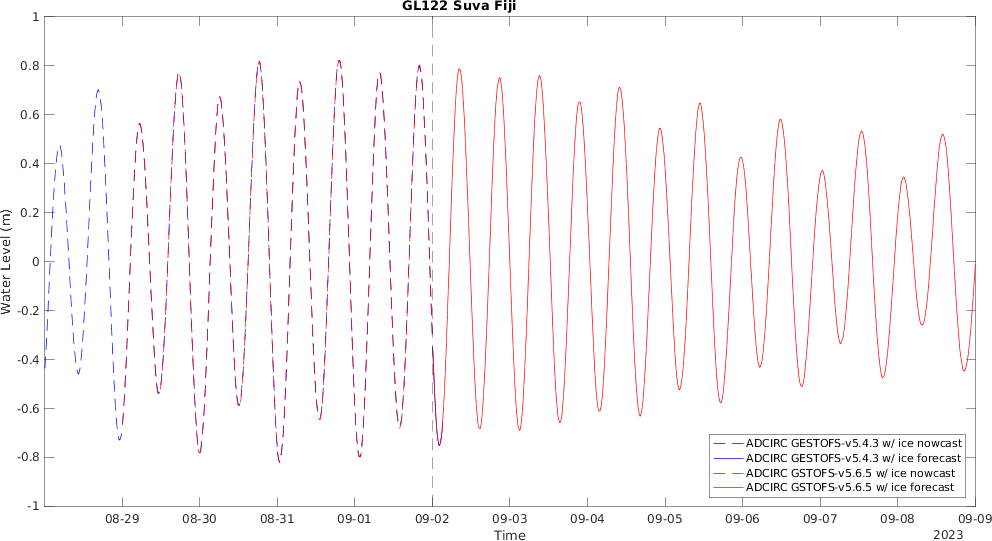 GL122 Suva Fiji
1
0.8
0.6
0.4
0.2
0
-0.2
-0.4
-0.6
-0.8
-1
Water Level (m)
08-29 08-30 08-31 09-01 09-02 09-03 09-04 09-05 09-06 09-07 09-08 09-09
Time
2023
ADCIRC GESTOFS-v5.4.3 w/ ice nowcast
ADCIRC GESTOFS-v5.4.3 w/ ice forecast
ADCIRC GSTOFS-v5.6.5 w/ ice nowcast
ADCIRC GSTOFS-v5.6.5 w/ ice forecast